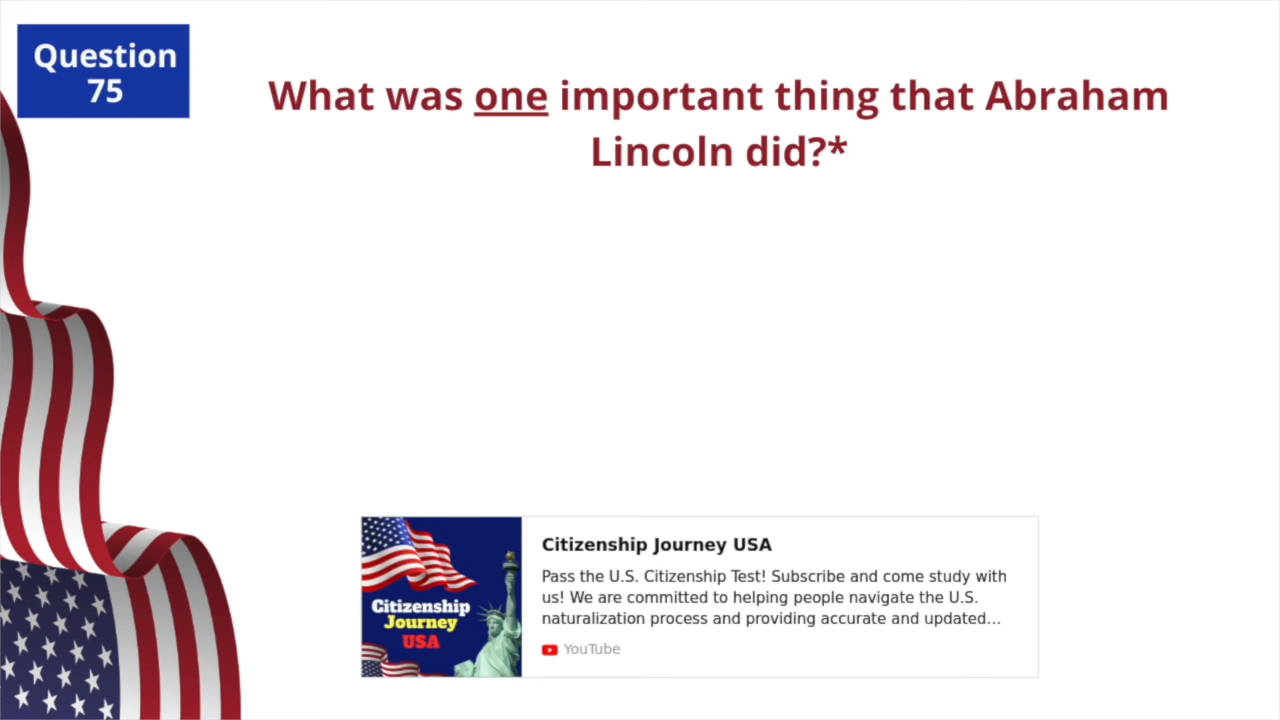 Question
75
What was one important thing that Abraham
Lincoln did?*
Citizenship
Journey
USA
Citizenship Journey USA
Pass the U.S. Citizenship Test! Subscribe and come study with
us! We are committed to helping people navigate the U.S.
naturalization process and providing accurate and updated...
YouTube